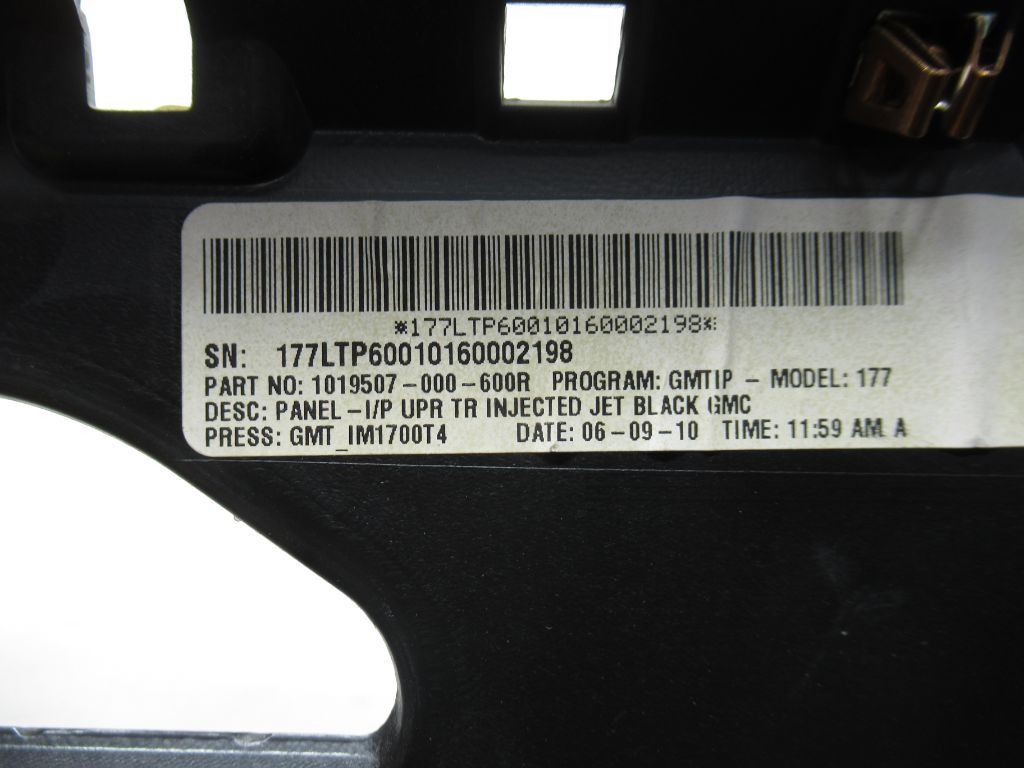 *177LTP60010160002198*
SN: 177LTP60010160002198
PART NO: 1019507-000-600R PROGRAM: GMTIP - MODEL: 177
DESC: PANEL-I/P UPR TR INJECTED JET BLACK GMC
PRESS: GMT_IM1700T4 DATE: 06-09-10 TIME: 11:59 AM A